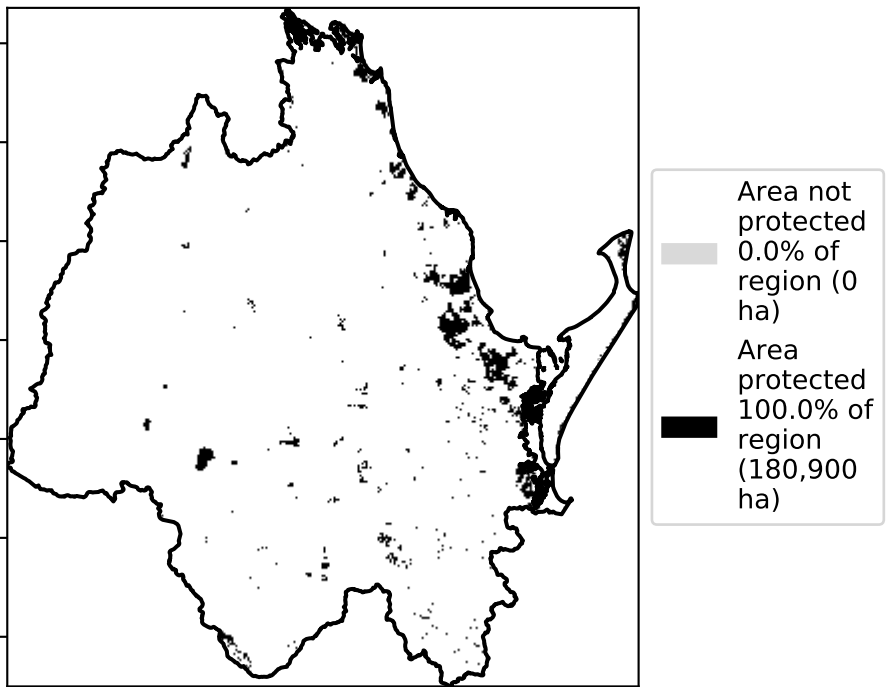 Area not
protected
0.0% of
region (0
ha)
Area
protected
100.0% of
region
(180,900
ha)